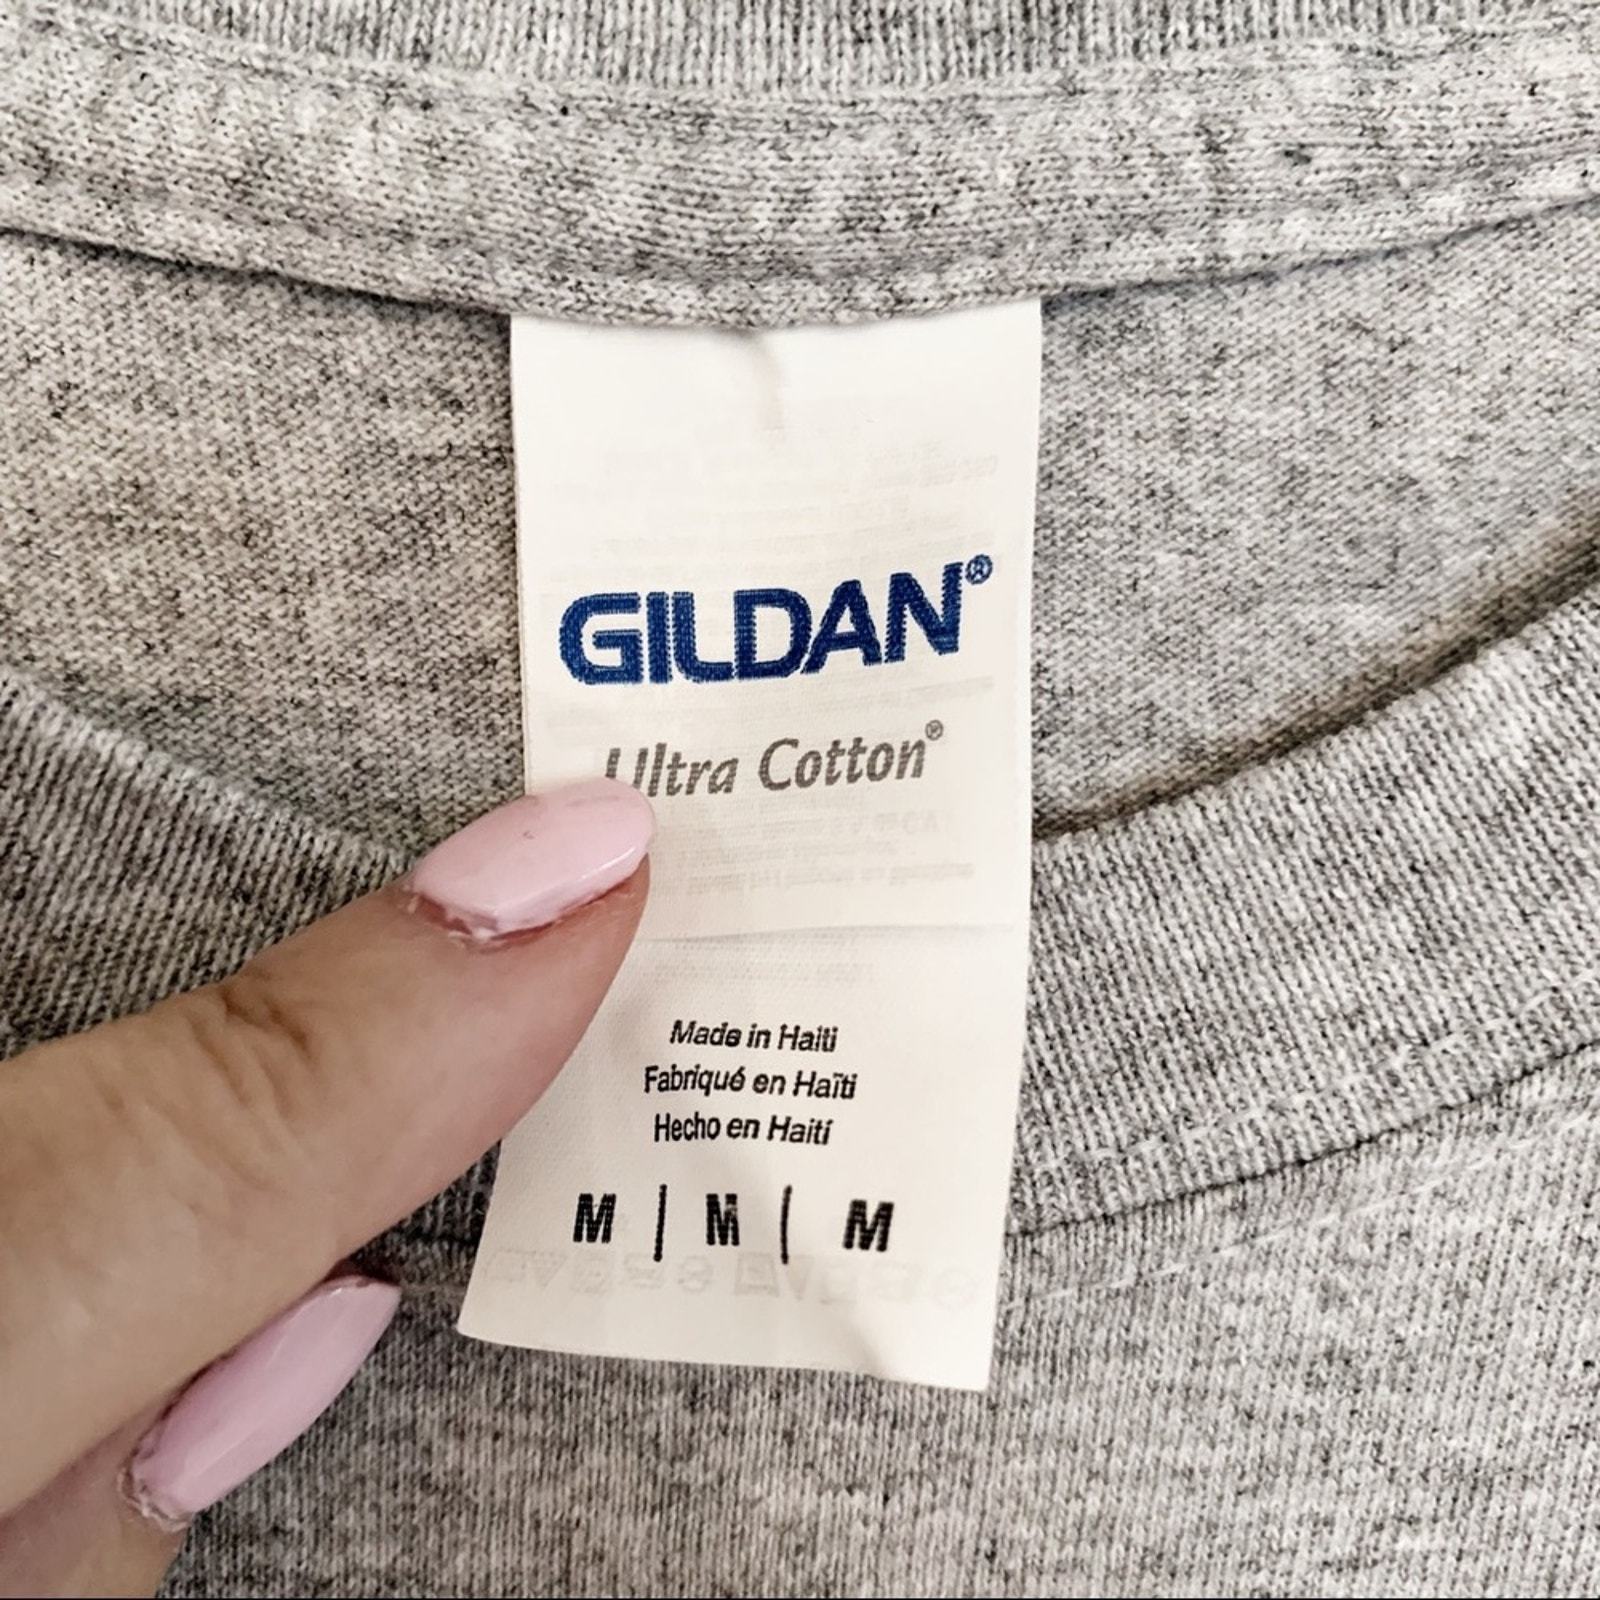 GILDAN®
Ultra Cotton®
Made in Haiti
Fabriqué en Haïti
Hecho en Haití
M | M | M